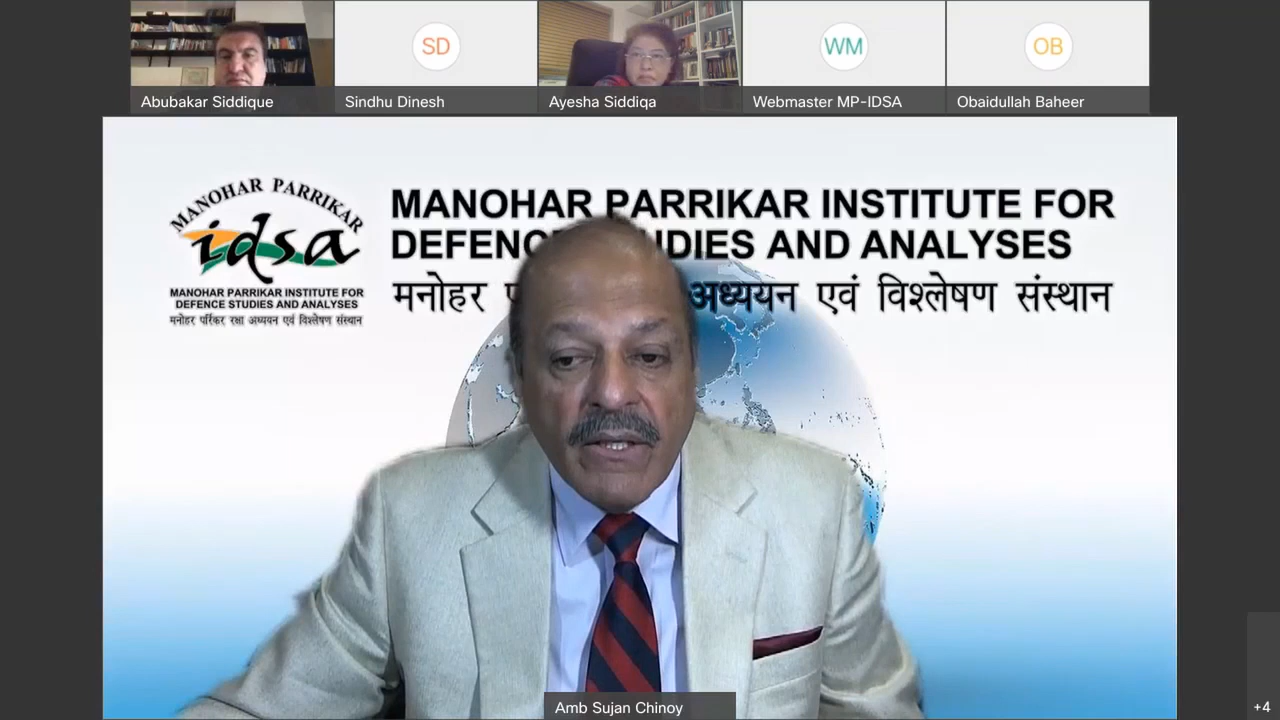 SD
WM
OB
Abubakar Siddique
Sindhu Dinesh
Ayesha Siddiqa
Webmaster MP-IDSA
Obaidullah Baheer
MANOHAR PARRIKAR
idsa
MANOHAR PARRIKAR INSTITUTE FOR
DEFENCE STUDIES AND ANALYSES
मनोहर पर्रिकर रक्षा अध्ययन एवं विश्लेषण संस्थान
MANOHAR PARRIKAR INSTITUTE FOR
DEFENC UDIES AND ANALYSES
मनोहर अध्ययन एवं विश्लेषण संस्थान
Amb Sujan Chinoy
+4